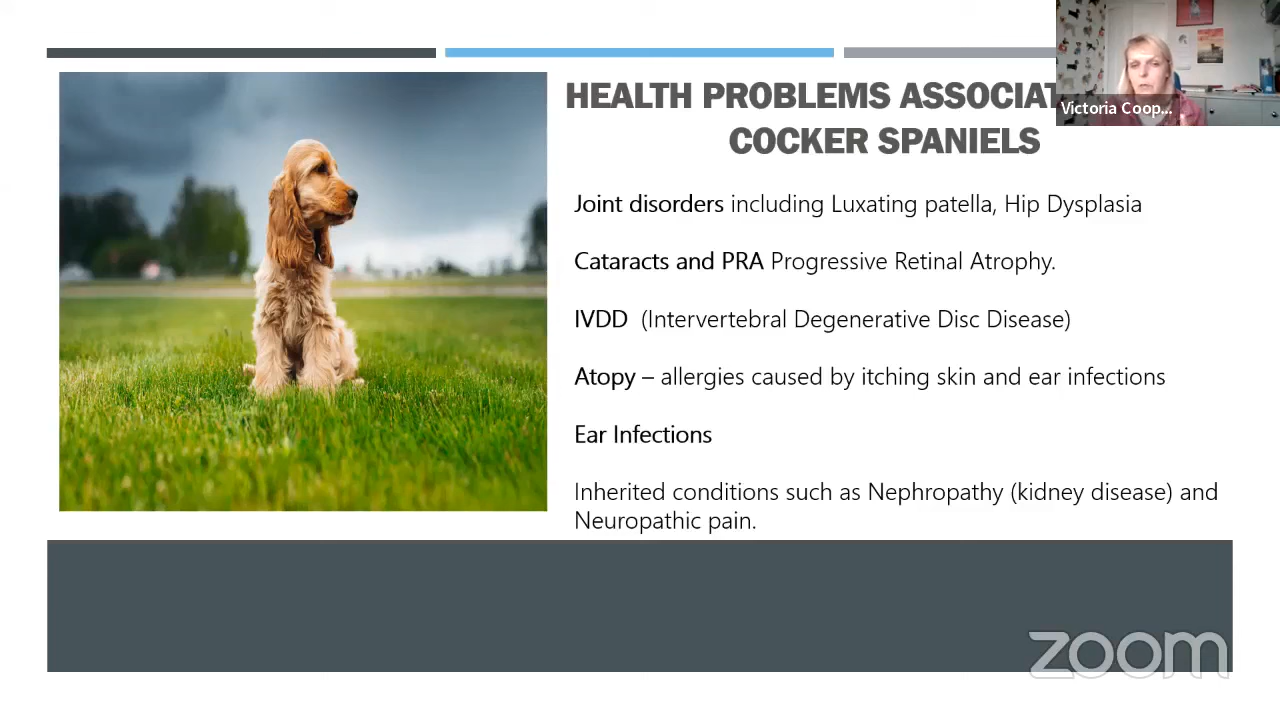 HEALTH PROBLEMS ASSOCIAT
Victoria Coop...
COCKER SPANIELS
Joint disorders including Luxating patella, Hip Dysplasia
Cataracts and PRA Progressive Retinal Atrophy.
IVDD (Intervertebral Degenerative Disc Disease)
Atopy – allergies caused by itching skin and ear infections
Ear Infections
Inherited conditions such as Nephropathy (kidney disease) and
Neuropathic pain.
zoom